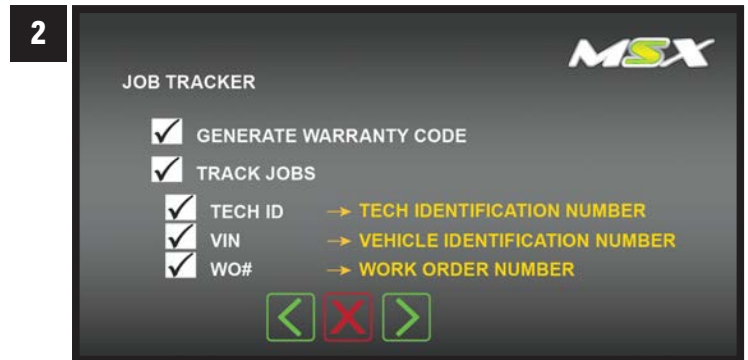 2
MSX
JOB TRACKER
GENERATE WARRANTY CODE
TRACK JOBS
TECH ID → TECH IDENTIFICATION NUMBER
VIN → VEHICLE IDENTIFICATION NUMBER
WO# → WORK ORDER NUMBER